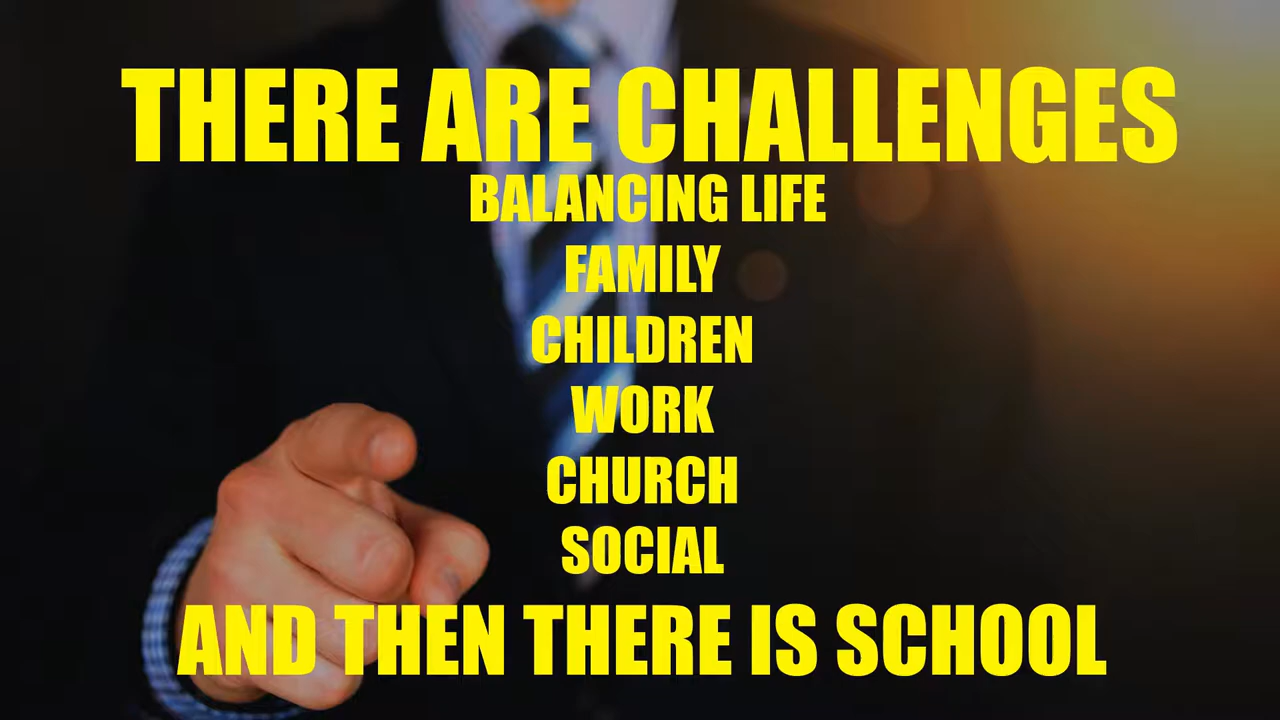 THERE ARE CHALLENGES
BALANCING LIFE
FAMILY
CHILDREN
WORK
CHURCH
SOCIAL
AND THEN THERE IS SCHOOL